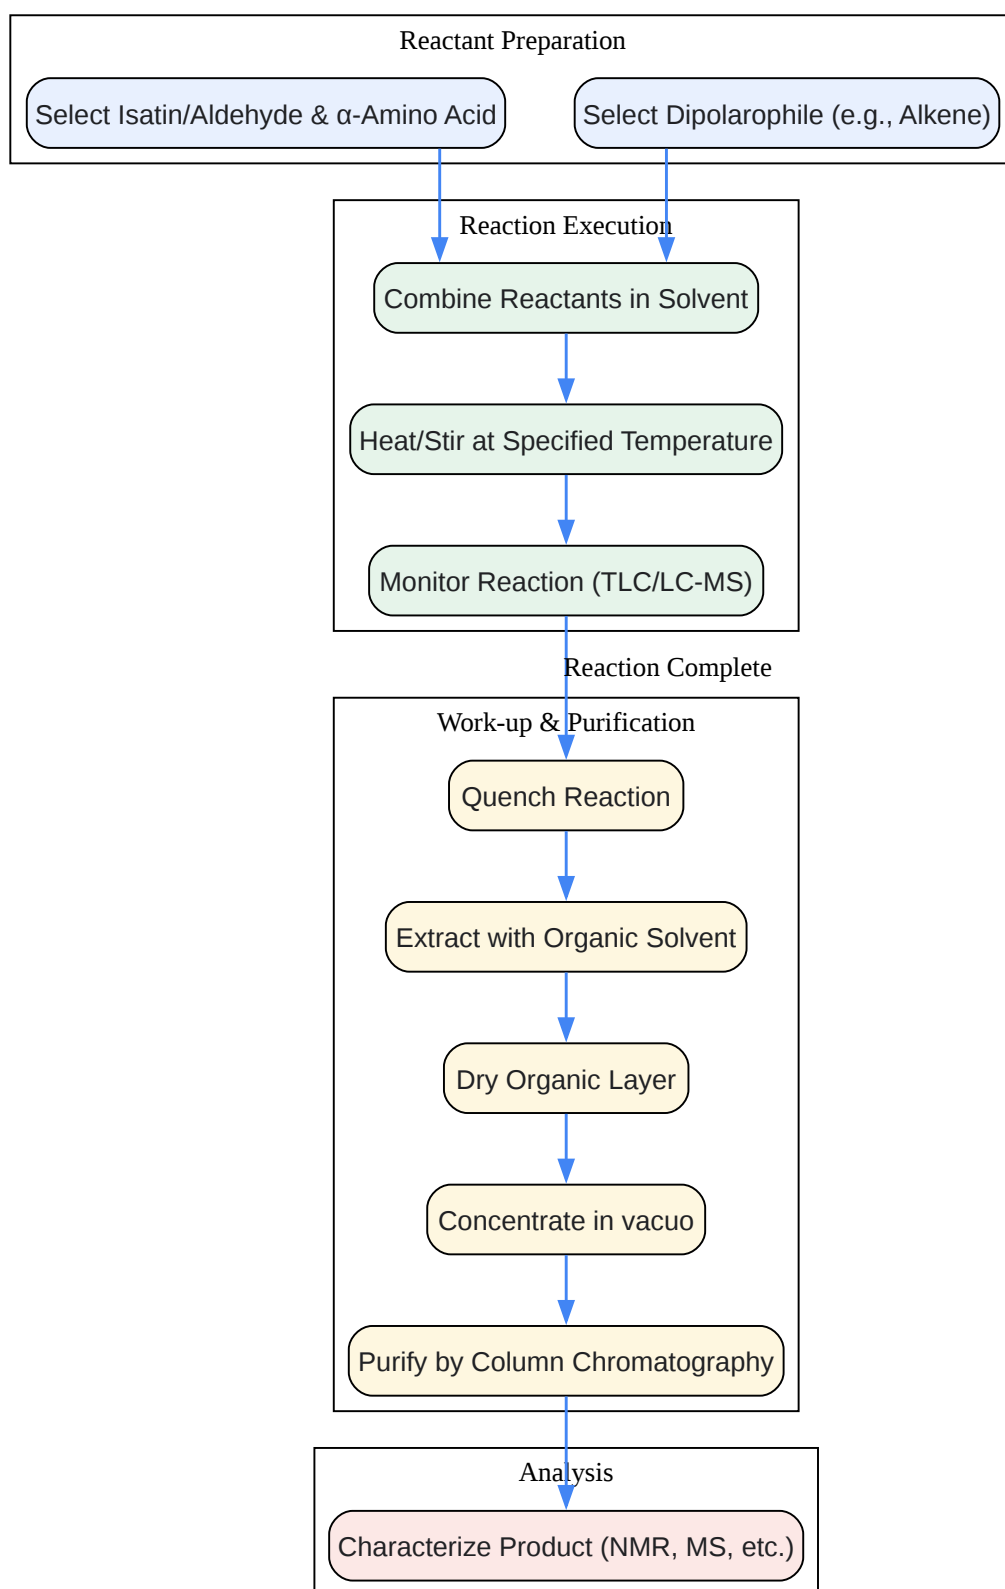 Reactant Preparation
Select Isatin/Aldehyde & α-Amino Acid
Select Dipolarophile (e.g., Alkene)
Reaction Execution
Combine Reactants in Solvent
Heat/Stir at Specified Temperature
Monitor Reaction (TLC/LC-MS)
Reaction Complete
Work-up & Purification
Quench Reaction
Extract with Organic Solvent
Dry Organic Layer
Concentrate in vacuo
Purify by Column Chromatography
Analysis
Characterize Product (NMR, MS, etc.)